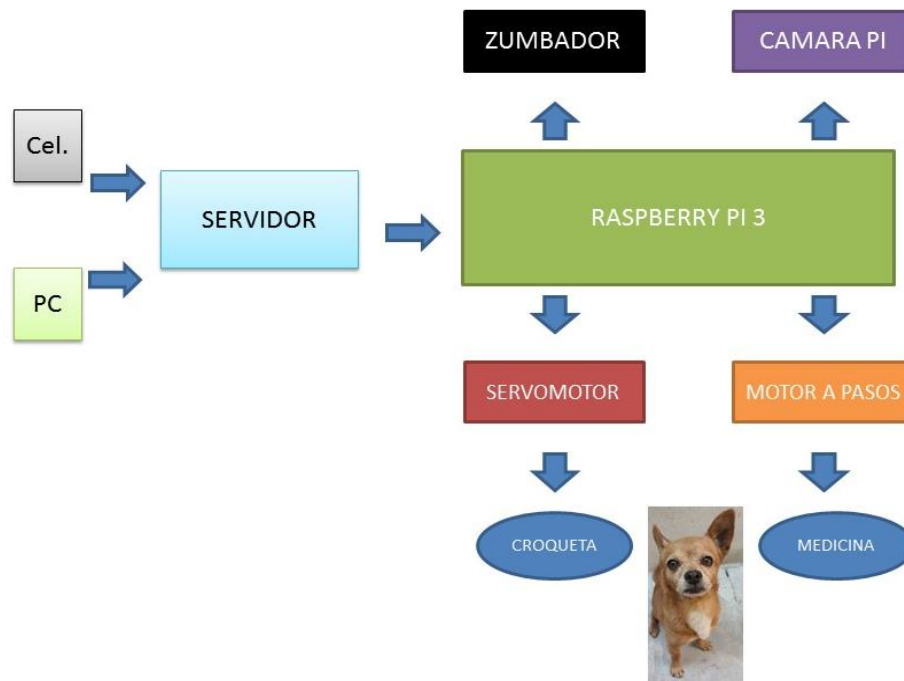 ZUMBADOR
CAMARA PI
Cel.
SERVIDOR
RASPBERRY PI 3
PC
SERVOMOTOR
MOTOR A PASOS
CROQUETA
MEDICINA